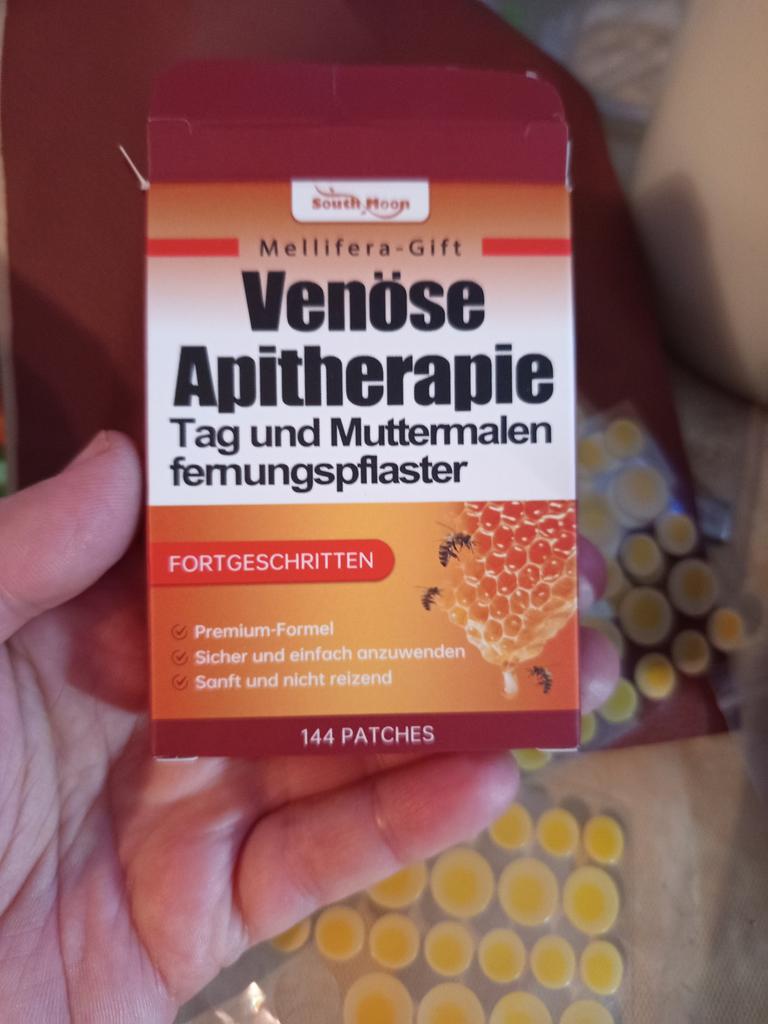 South Moon
Mellifera-Gift
Venöse
Apitherapie
Tag und Muttermalen
fernungspflaster
FORTGESCHRITTEN
Premium-Formel
Sicher und einfach anzuwenden
Sanft und nicht reizend
144 PATCHES